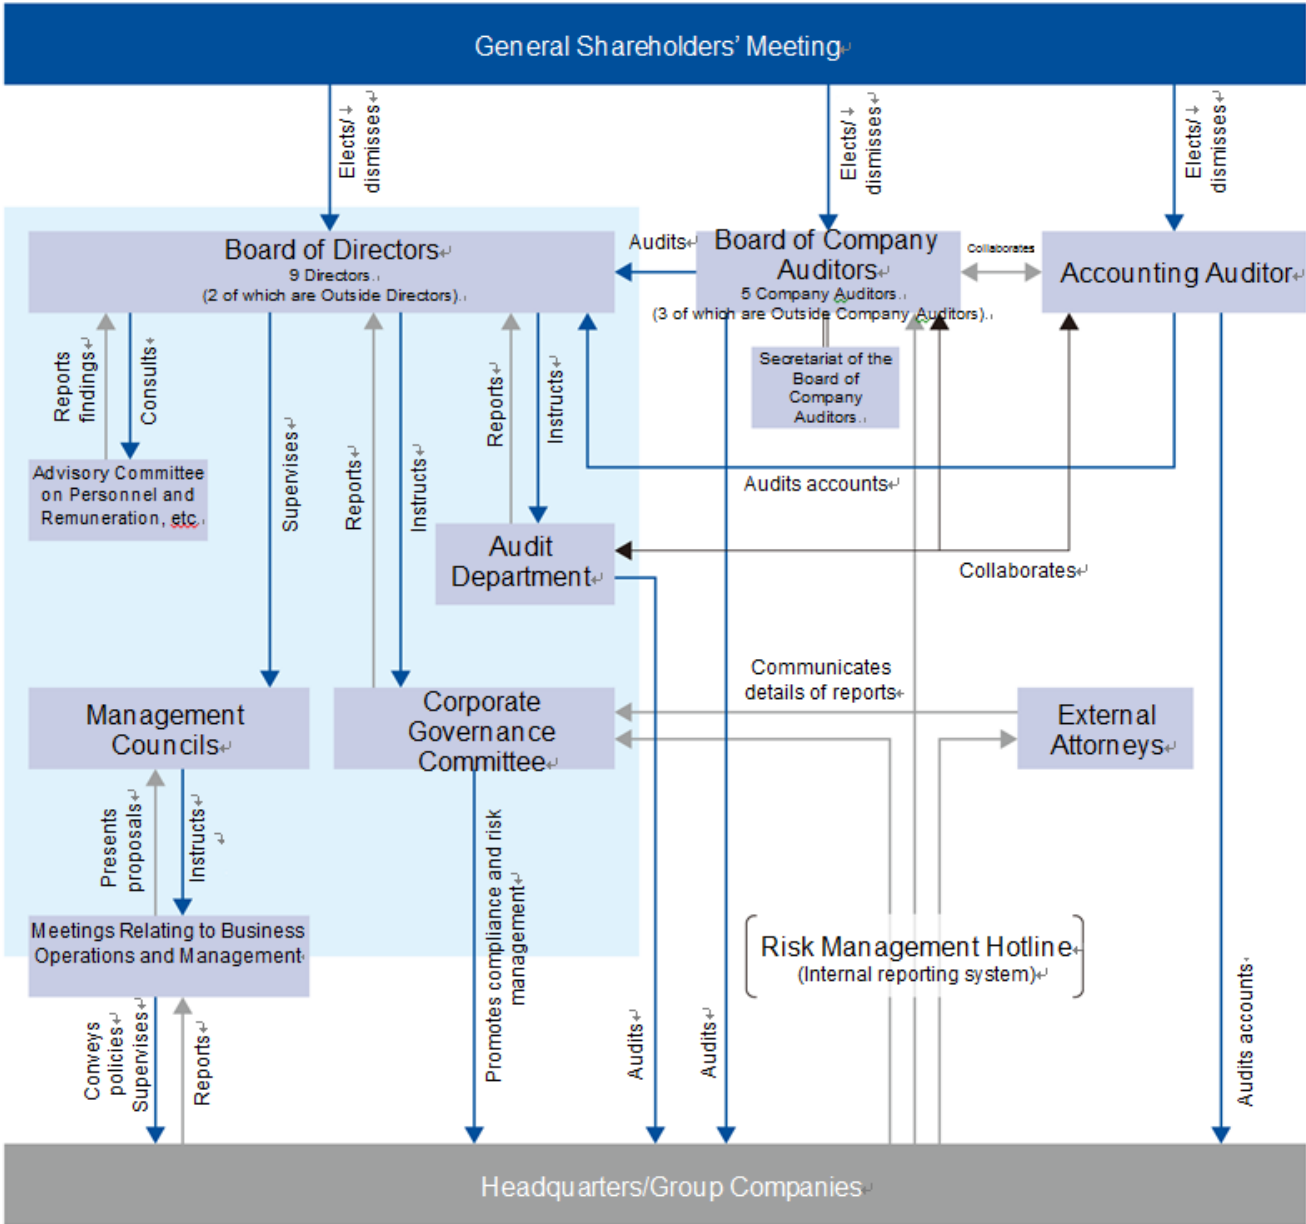 General Shareholders' Meeting
Elects/
dismisses
Elects/
dismisses
Elects/
dismisses
Board of Directors
9 Directors.
(2 of which are Outside Directors).
Audits
Board of Company
Auditors
5 Company Auditors.
(3 of which are Outside Company Auditors).
Collaborates
Accounting Auditor
Reports
findings
Consults
Supervises
Reports
Instructs
Reports
Instructs
Secretariat of the
Board of
Company
Auditors.
Advisory Committee
on Personnel and
Remuneration, etc.
Audits accounts
Audit
Department
Collaborates
Communicates
details of reports
Management
Councils
Corporate
Governance
Committee
External
Attorneys
Presents
proposals
Instructs
Promotes compliance and risk
management
Meetings Relating to Business
Operations and Management
Risk Management Hotline
(Internal reporting system)
Conveys
policies
Supervises
Reports
Audits
Audits
Audits accounts
Headquarters/Group Companies